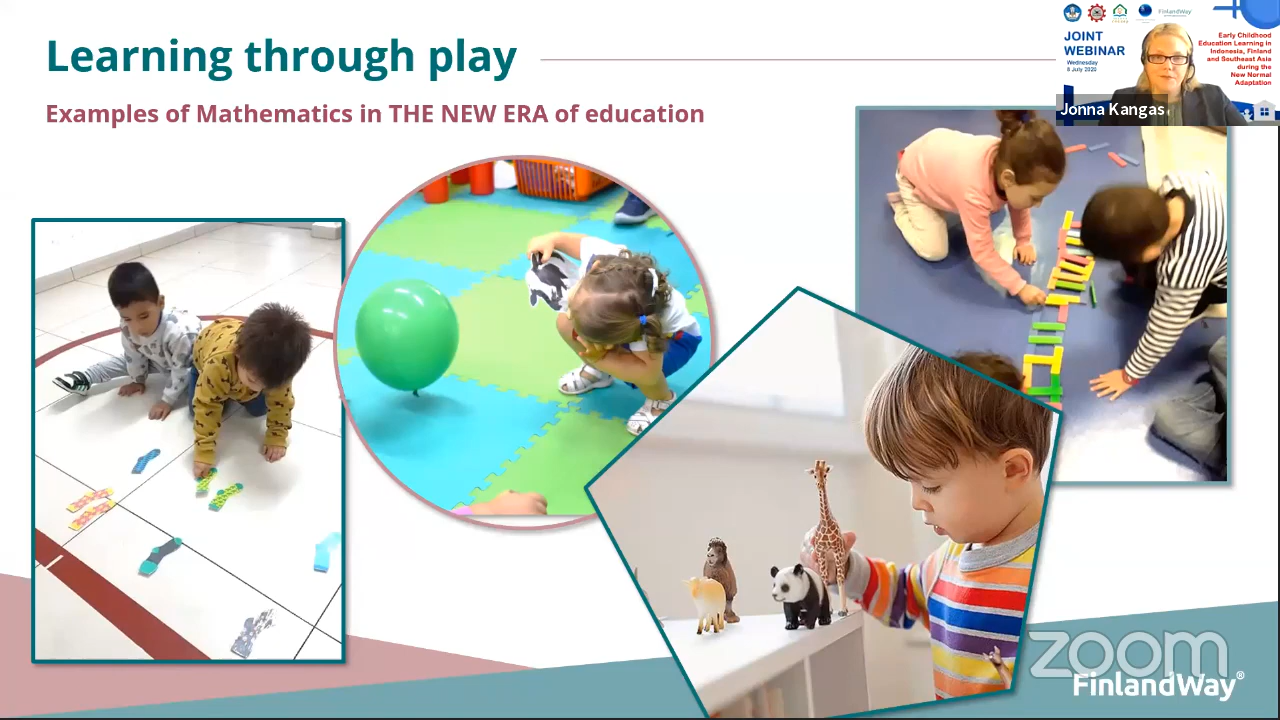 Learning through play
Examples of Mathematics in THE NEW ERA of education
FinlandWay
JOINT
WEBINAR
Wednesday
8 July 2020
Early Childhood
Education Learning in
Indonesia, Finland
and Southeast Asia
during the
New Normal
Adaptation
Jonna Kangas
zoom
FinlandWay®